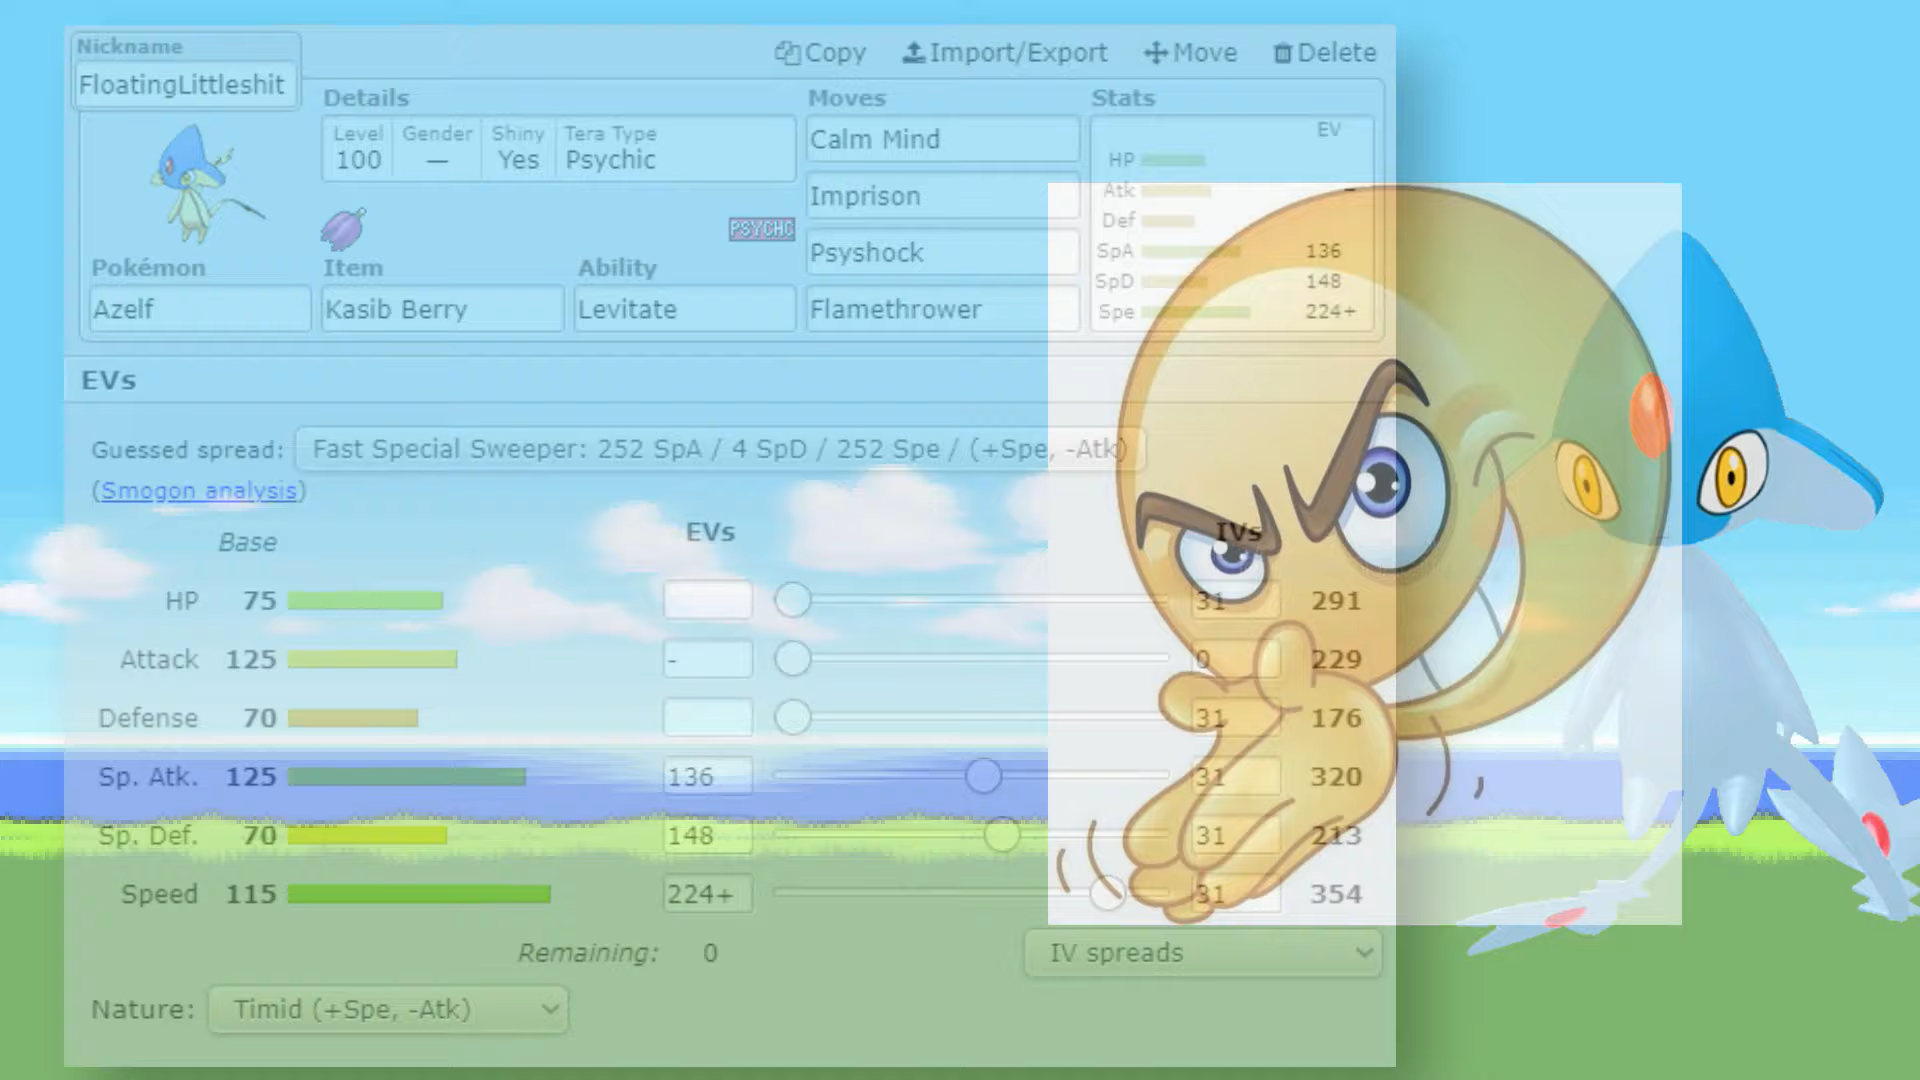 Nickname
FloatingLittleshit
Copy Import/Export Move Delete
Details
Level Gender Shiny Tera Type
100 — Yes Psychic
PSYCHC
Pokémon Item Ability
Azelf Kasib Berry Levitate
Moves
Calm Mind
Imprison
Psyshock
Flamethrower
Stats
EV
HP
Atk -
Def
SpA 136
SpD 148
Spe 224+
EVs
Guessed spread: Fast Special Sweeper: 252 SpA / 4 SpD / 252 Spe / (+Spe, -Atk)
(Smogon analysis)
Base EVs IVs
HP 75 31 291
Attack 125 - 0 229
Defense 70 31 176
Sp. Atk. 125 136 31 320
Sp. Def. 70 148 31 213
Speed 115 224+ 31 354
Remaining: 0 IV spreads
Nature: Timid (+Spe, -Atk)